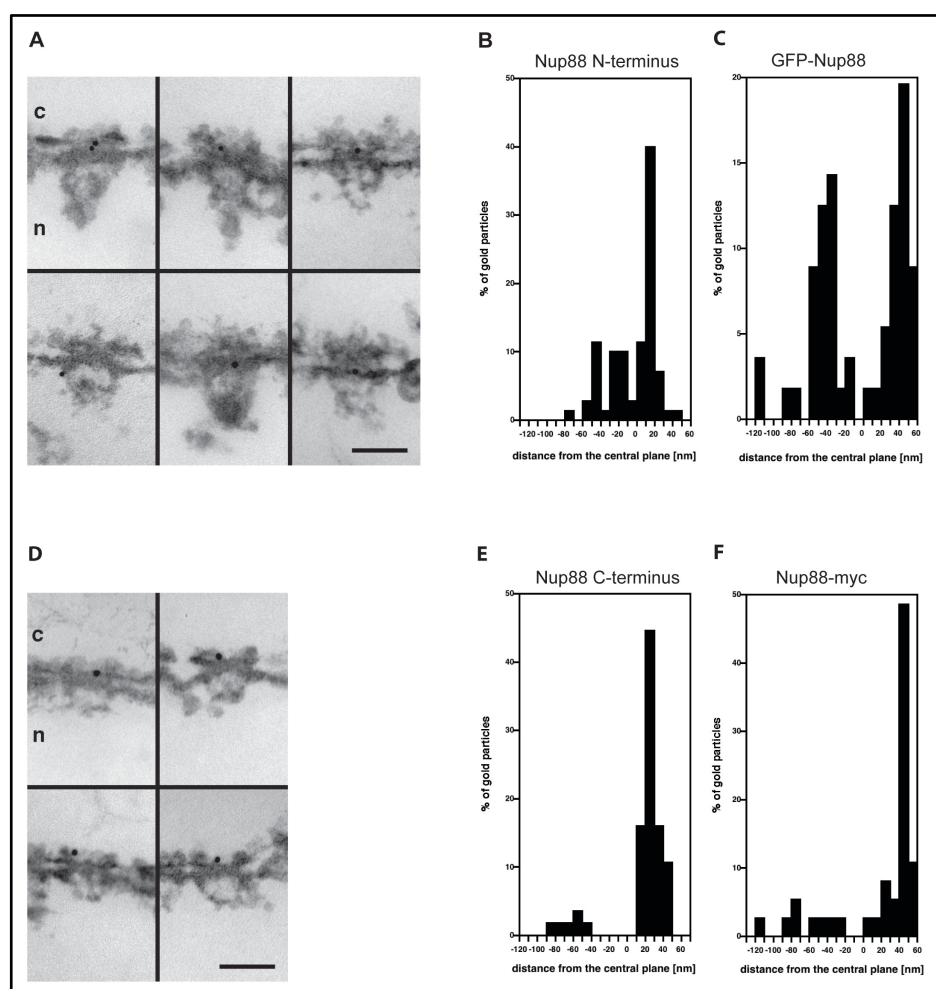 A
c
n
B
Nup88 N-terminus
% of gold particles
50
40
30
20
10
0
-120 -100 -80 -60 -40 -20 0 20 40 60
distance from the central plane [nm]
C
GFP-Nup88
% of gold particles
20
15
10
5
0
-120 -100 -80 -60 -40 -20 0 20 40 60
distance from the central plane [nm]
D
c
n
E
Nup88 C-terminus
% of gold particles
50
40
30
20
10
0
-120 -100 -80 -60 -40 -20 0 20 40 60
distance from the central plane [nm]
F
Nup88-myc
% of gold particles
50
40
30
20
10
0
-120 -100 -80 -60 -40 -20 0 20 40 60
distance from the central plane [nm]